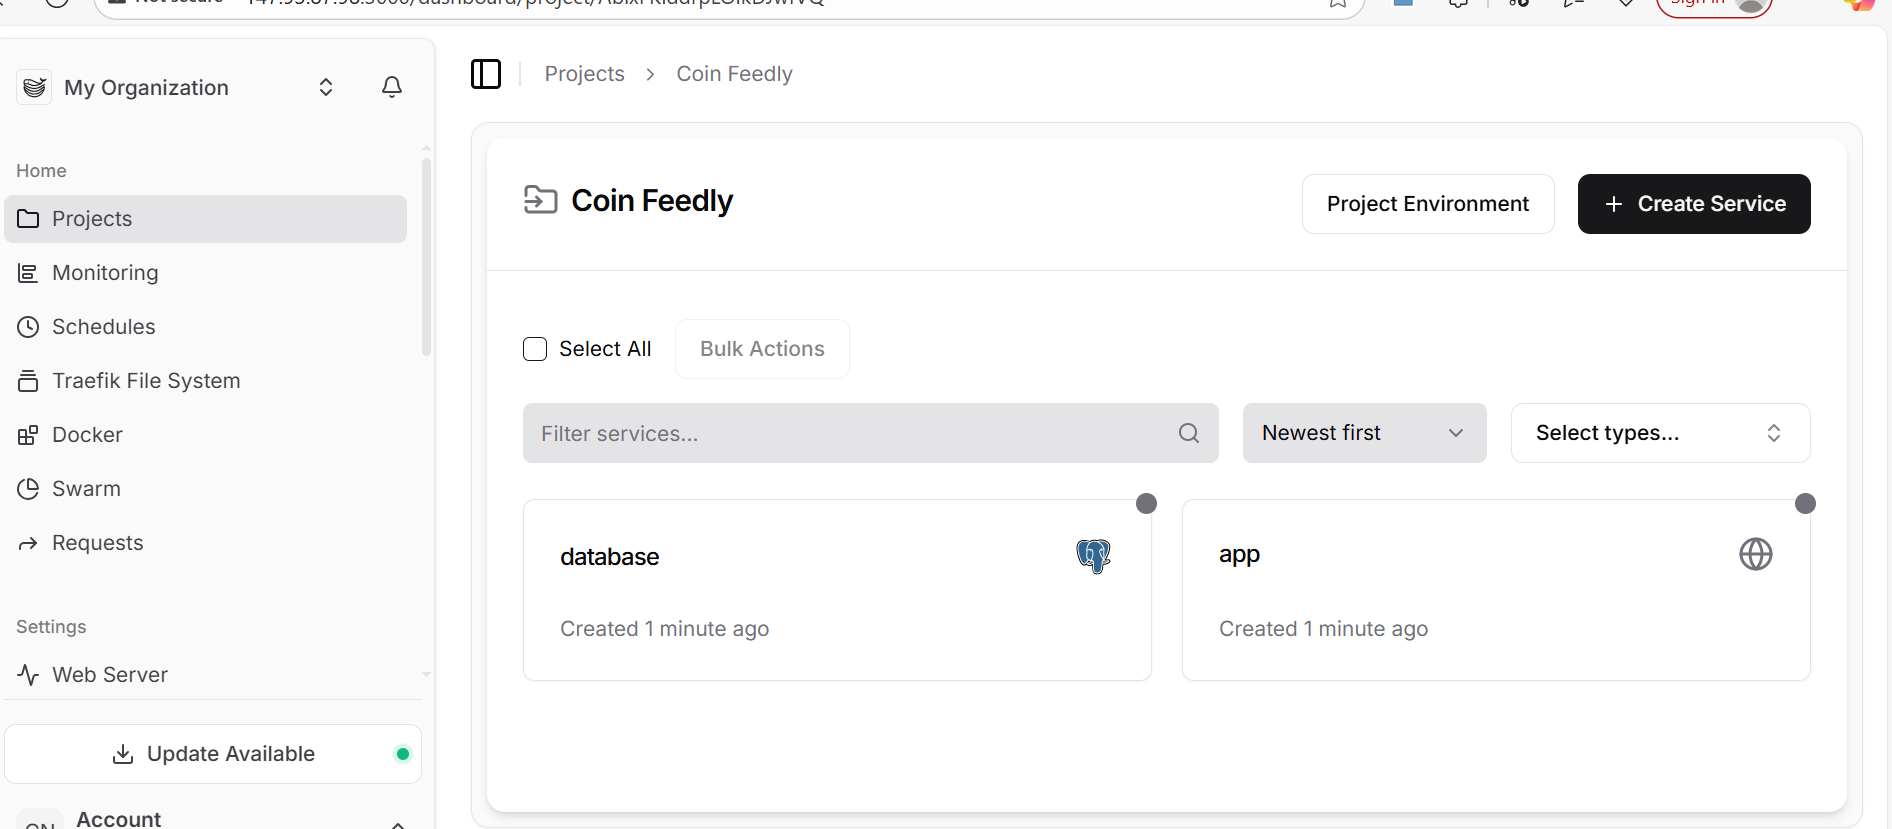 My Organization
Projects > Coin Feedly
Home
Projects
Monitoring
Schedules
Traefik File System
Docker
Swarm
Requests
Settings
Web Server
Update Available
Account
Coin Feedly
Project Environment
+ Create Service
Select All
Bulk Actions
Filter services...
Newest first
Select types...
database
Created 1 minute ago
app
Created 1 minute ago